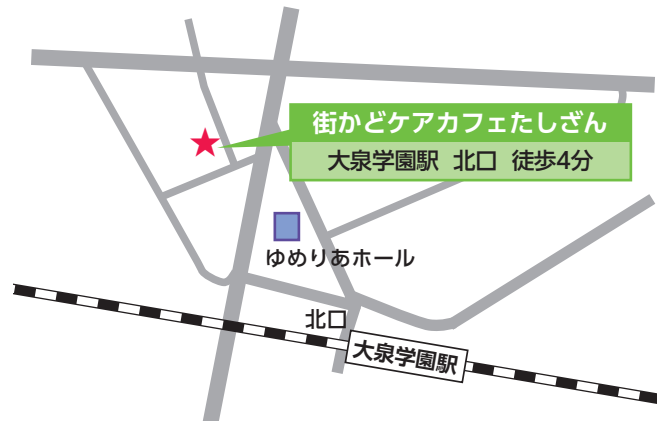 街かどケアカフェたしざん
大泉学園駅 北口 徒歩4分
ゆめりあホール
北口
大泉学園駅